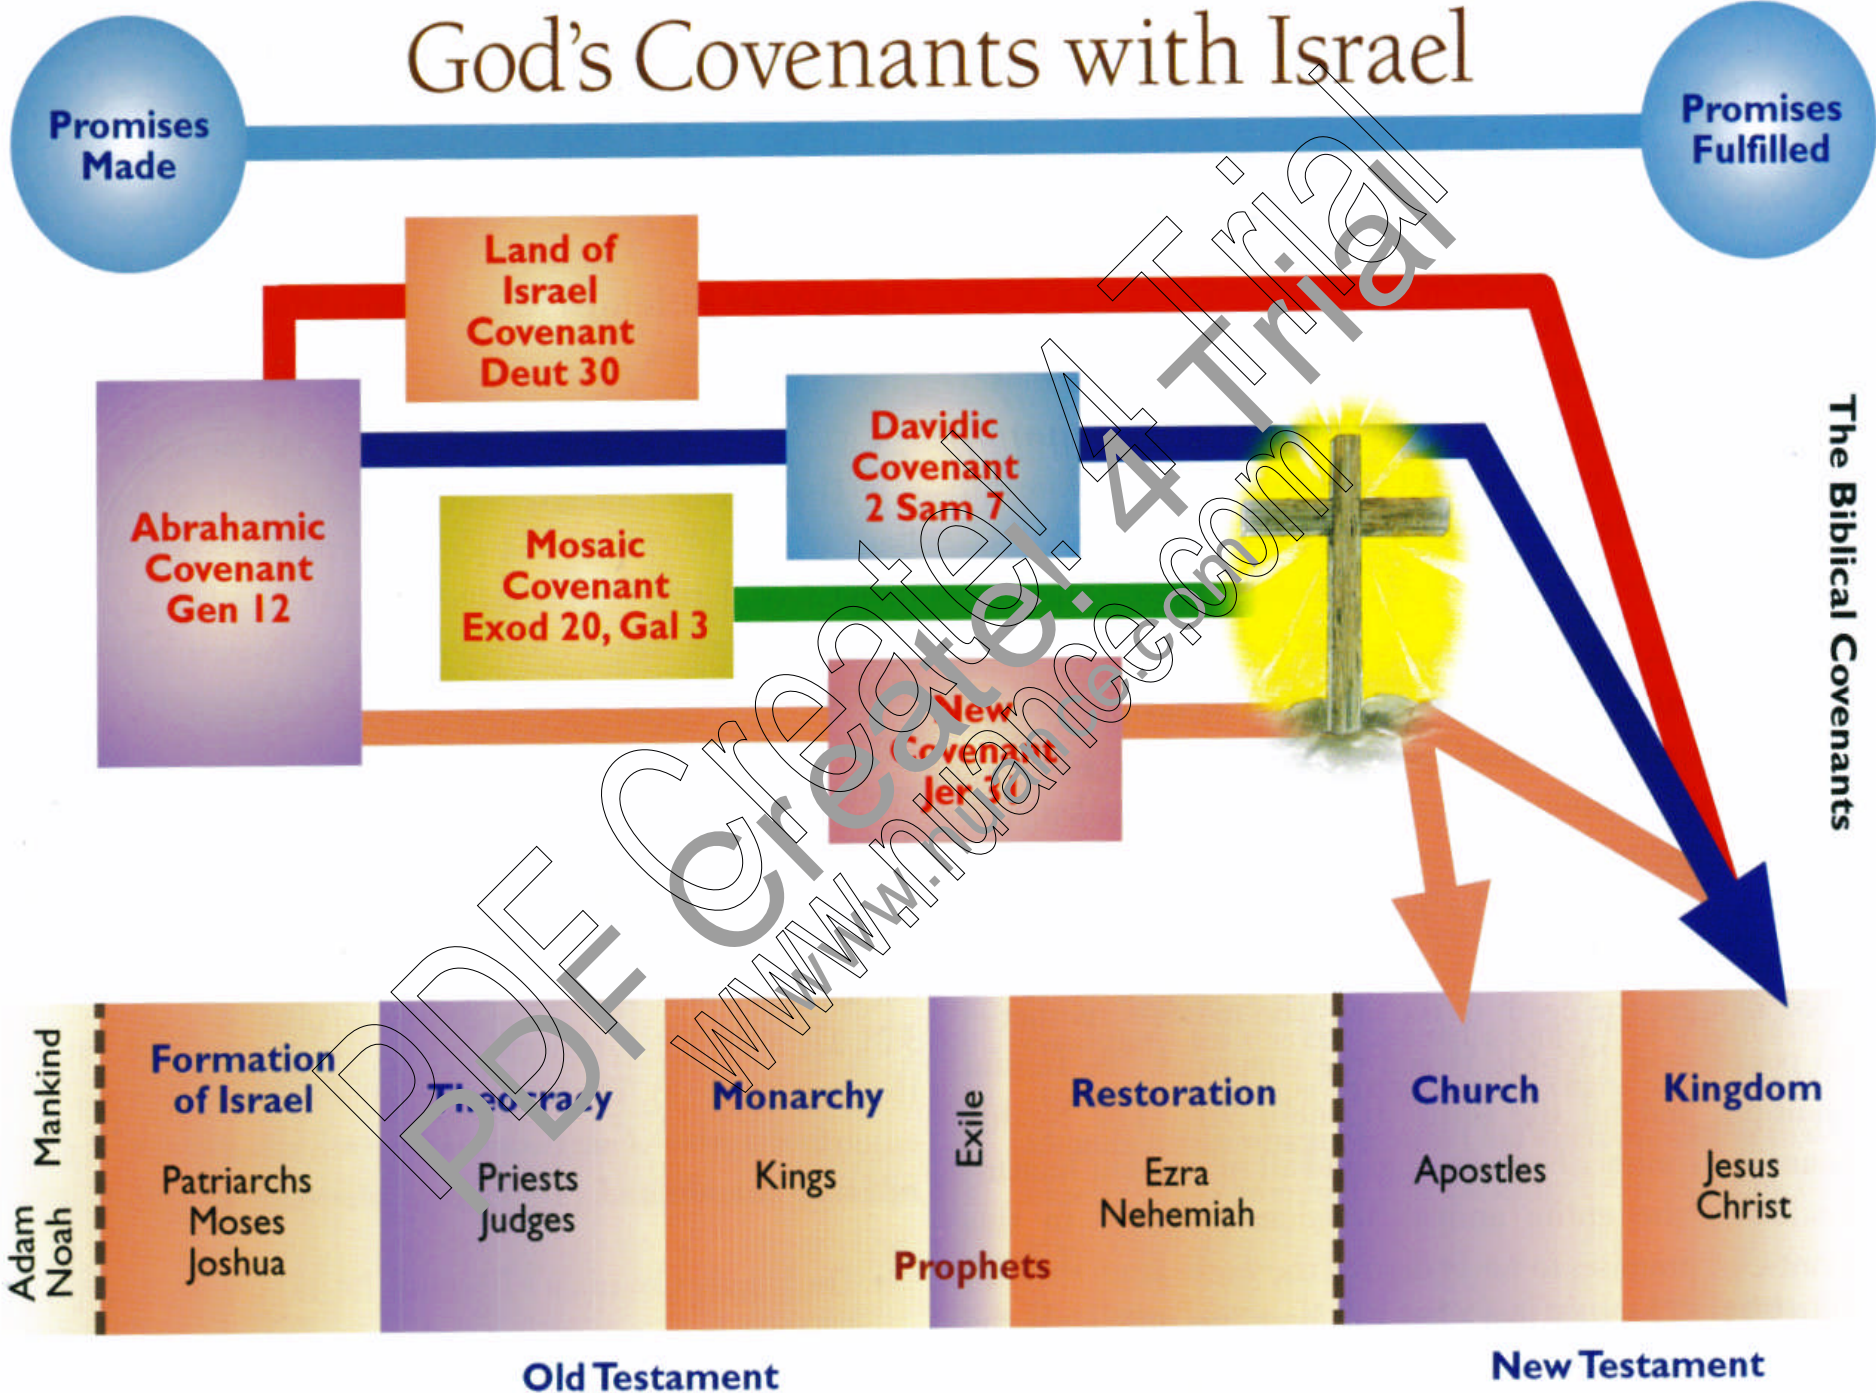 God's Covenants with Israel
Promises
Made
Promises
Fulfilled
Land of
Israel
Covenant
Deut 30
Abrahamic
Covenant
Gen 12
Davidic
Covenant
2 Sam 7
Mosaic
Covenant
Exod 20, Gal 3
New
Covenant
Jer 31
The Biblical Covenants
PDF Create! 4 Trial
www.nuance.com
Adam
Noah
Mankind
Formation
of Israel
Patriarchs
Moses
Joshua
Theocracy
Priests
Judges
Monarchy
Kings
Exile
Restoration
Ezra
Nehemiah
Prophets
Church
Apostles
Kingdom
Jesus
Christ
Old Testament
New Testament